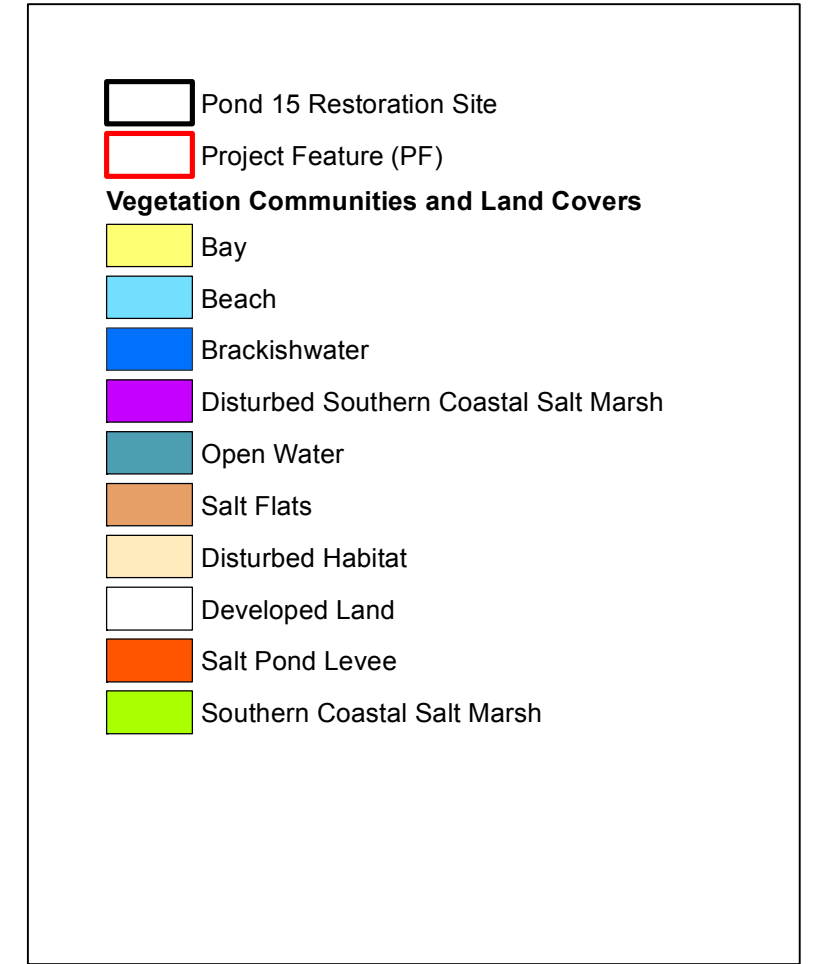 Pond 15 Restoration Site
Project Feature (PF)
Vegetation Communities and Land Covers
Bay
Beach
Brackishwater
Disturbed Southern Coastal Salt Marsh
Open Water
Salt Flats
Disturbed Habitat
Developed Land
Salt Pond Levee
Southern Coastal Salt Marsh